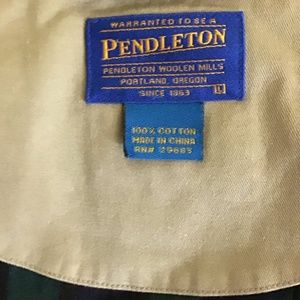 WARRANTED TO BE A
PENDLETON
PENDLETON WOOLEN MILLS
PORTLAND, OREGON
SINCE 1863
100% COTTON
MADE IN CHINA
RN# 29685